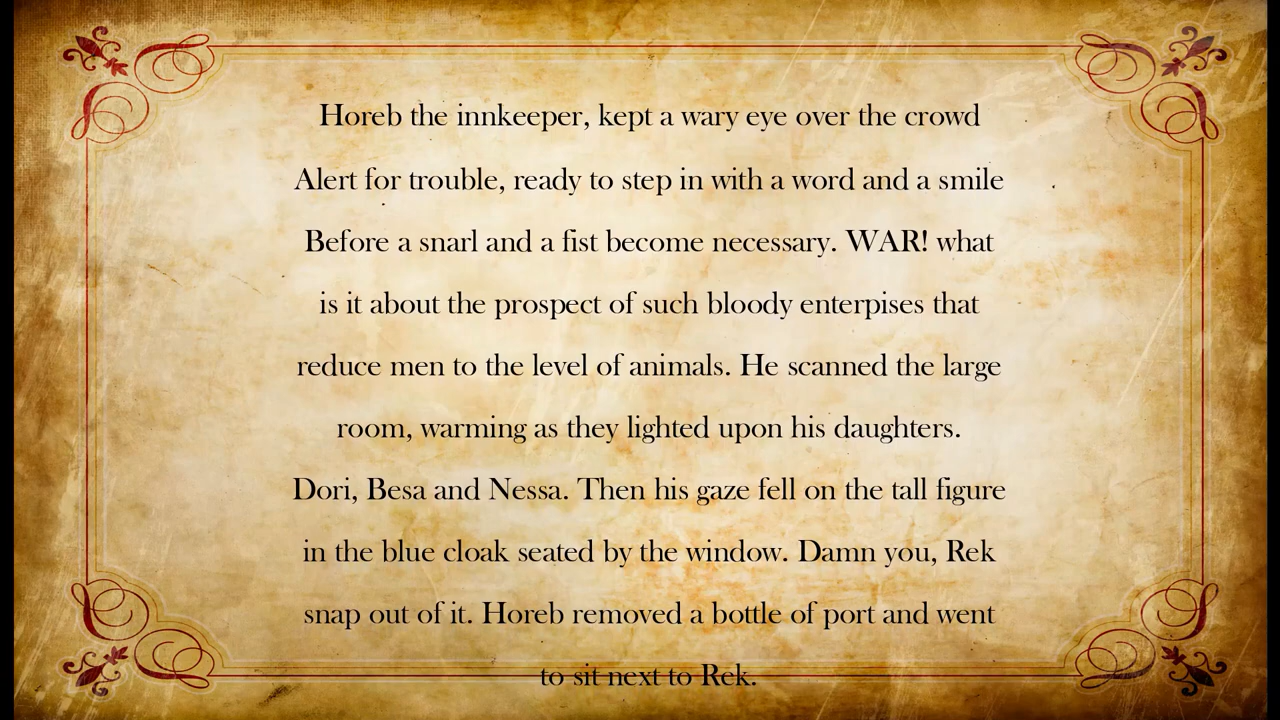 Horeb the innkeeper, kept a wary eye over the crowd
Alert for trouble, ready to step in with a word and a smile
Before a snarl and a fist become necessary. WAR! what
is it about the prospect of such bloody enterpises that
reduce men to the level of animals. He scanned the large
room, warming as they lighted upon his daughters.
Dori, Besa and Nessa. Then his gaze fell on the tall figure
in the blue cloak seated by the window. Damn you, Rek
snap out of it. Horeb removed a bottle of port and went
to sit next to Rek.